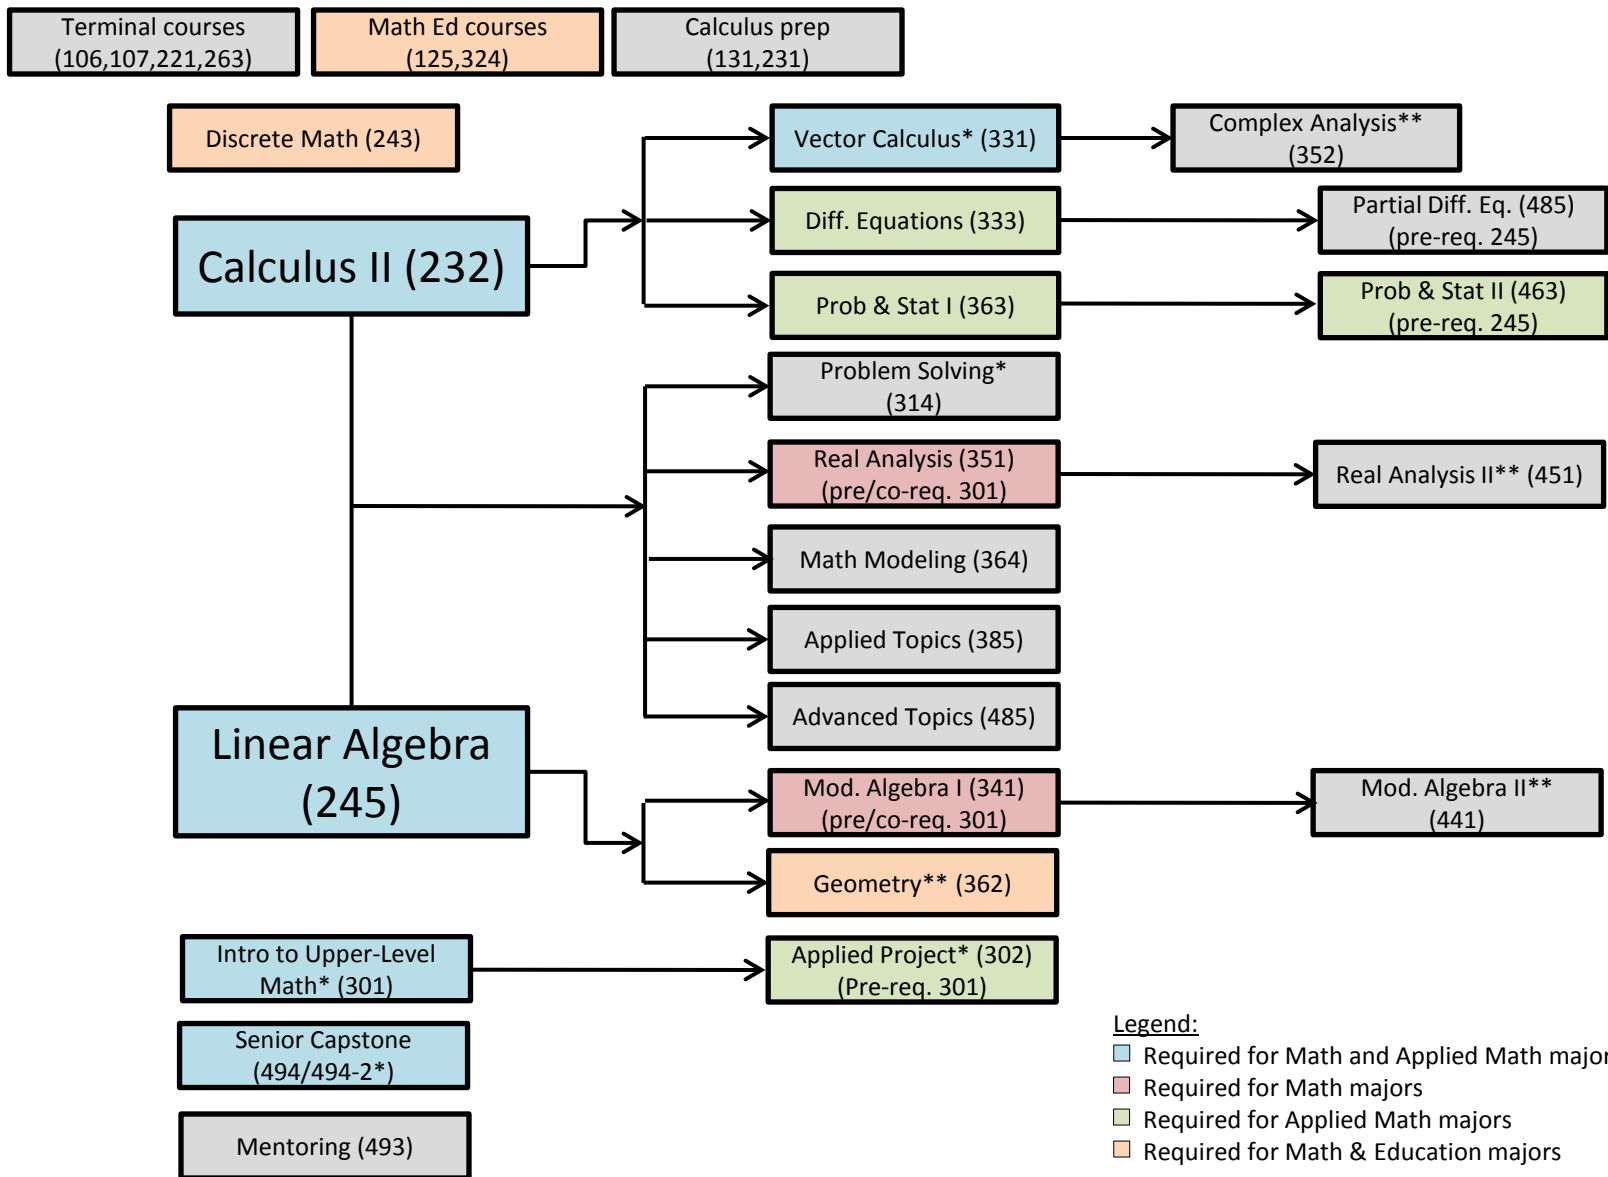 Terminal courses
(106,107,221,263)
Math Ed courses
(125,324)
Calculus prep
(131,231)
Discrete Math (243)
Vector Calculus* (331)
Complex Analysis**
(352)
Calculus II (232)
Diff. Equations (333)
Partial Diff. Eq. (485)
(pre-req. 245)
Prob & Stat I (363)
Prob & Stat II (463)
(pre-req. 245)
Problem Solving*
(314)
Real Analysis (351)
(pre/co-req. 301)
Real Analysis II** (451)
Math Modeling (364)
Applied Topics (385)
Advanced Topics (485)
Linear Algebra
(245)
Mod. Algebra I (341)
(pre/co-req. 301)
Mod. Algebra II**
(441)
Geometry** (362)
Intro to Upper-Level
Math* (301)
Applied Project* (302)
(Pre-req. 301)
Senior Capstone
(494/494-2*)
Mentoring (493)
Legend:
Required for Math and Applied Math major
Required for Math majors
Required for Applied Math majors
Required for Math & Education majors